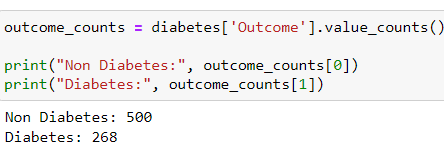 outcome_counts = diabetes['Outcome'].value_counts()
print("Non Diabetes:", outcome_counts[0])
print("Diabetes:", outcome_counts[1])
Non Diabetes: 500
Diabetes: 268